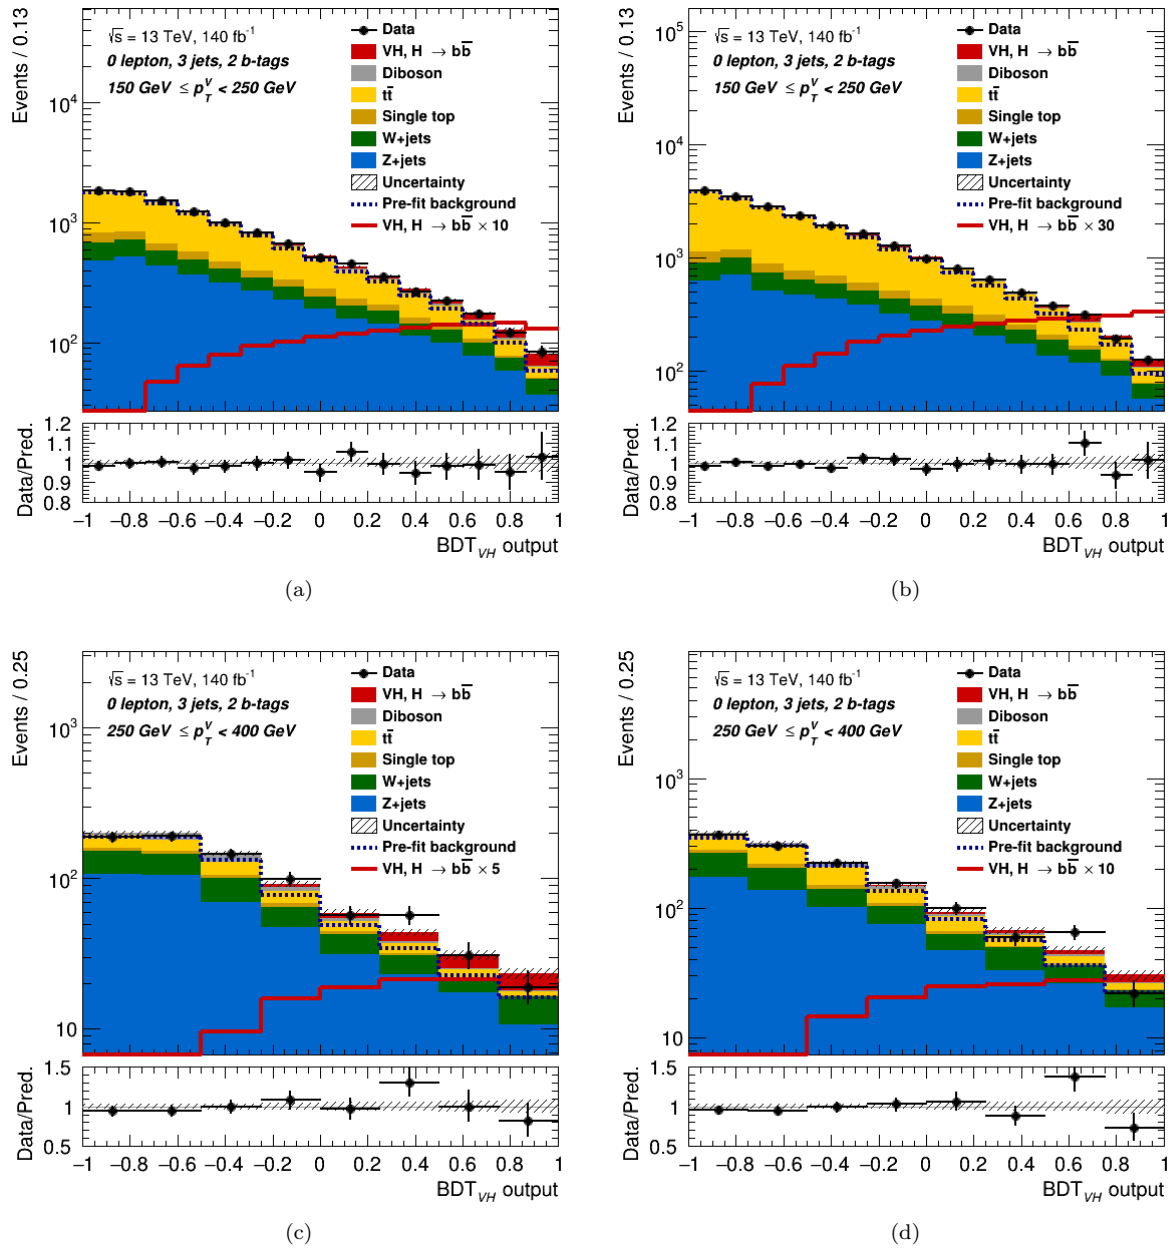 Events / 0.13
10⁴
10³
10²
√s = 13 TeV, 140 fb⁻¹
0 lepton, 3 jets, 2 b-tags
150 GeV ≤ p_T^V < 250 GeV
Data
VH, H → bb̅
Diboson
tt̅
Single top
W+jets
Z+jets
Uncertainty
Pre-fit background
VH, H → bb̅ × 10
Data/Pred.
1.2
1.1
1
0.9
0.8
−1 −0.8 −0.6 −0.4 −0.2 0 0.2 0.4 0.6 0.8 1
BDT_VH output
(a)
Events / 0.13
10⁵
10⁴
10³
10²
√s = 13 TeV, 140 fb⁻¹
0 lepton, 3 jets, 2 b-tags
150 GeV ≤ p_T^V < 250 GeV
Data
VH, H → bb̅
Diboson
tt̅
Single top
W+jets
Z+jets
Uncertainty
Pre-fit background
VH, H → bb̅ × 30
Data/Pred.
1.2
1.1
1
0.9
0.8
−1 −0.8 −0.6 −0.4 −0.2 0 0.2 0.4 0.6 0.8 1
BDT_VH output
(b)
Events / 0.25
10³
10²
10
√s = 13 TeV, 140 fb⁻¹
0 lepton, 3 jets, 2 b-tags
250 GeV ≤ p_T^V < 400 GeV
Data
VH, H → bb̅
Diboson
tt̅
Single top
W+jets
Z+jets
Uncertainty
Pre-fit background
VH, H → bb̅ × 5
Data/Pred.
1.5
1
0.5
−1 −0.8 −0.6 −0.4 −0.2 0 0.2 0.4 0.6 0.8 1
BDT_VH output
(c)
Events / 0.25
10³
10²
10
√s = 13 TeV, 140 fb⁻¹
0 lepton, 3 jets, 2 b-tags
250 GeV ≤ p_T^V < 400 GeV
Data
VH, H → bb̅
Diboson
tt̅
Single top
W+jets
Z+jets
Uncertainty
Pre-fit background
VH, H → bb̅ × 10
Data/Pred.
1.5
1
0.5
−1 −0.8 −0.6 −0.4 −0.2 0 0.2 0.4 0.6 0.8 1
BDT_VH output
(d)